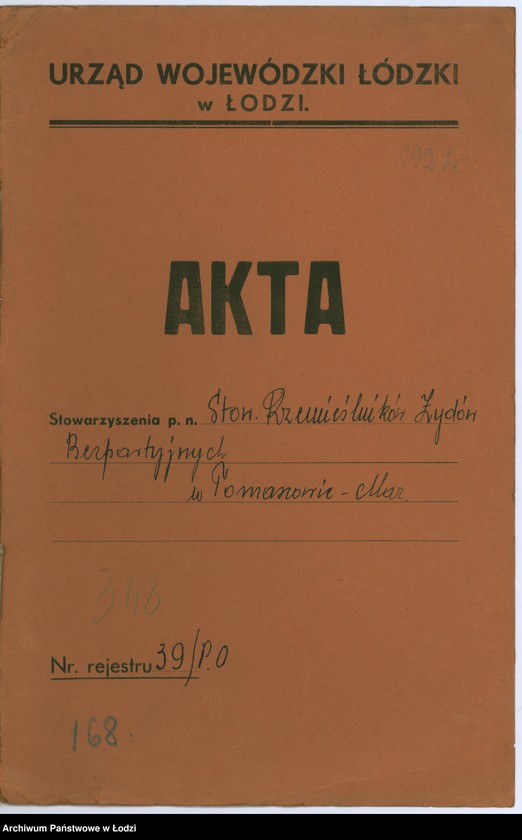 URZĄD WOJEWÓDZKI ŁÓDZKI
w ŁODZI.
AKTA
Stowarzyszenia p. n. Stow. Rzemieślników Żydów
Bezpartyjnych
w Tomaszowie - Maz.
348
Nr. rejestru 39/P.O
168.
Archiwum Państwowe w Łodzi